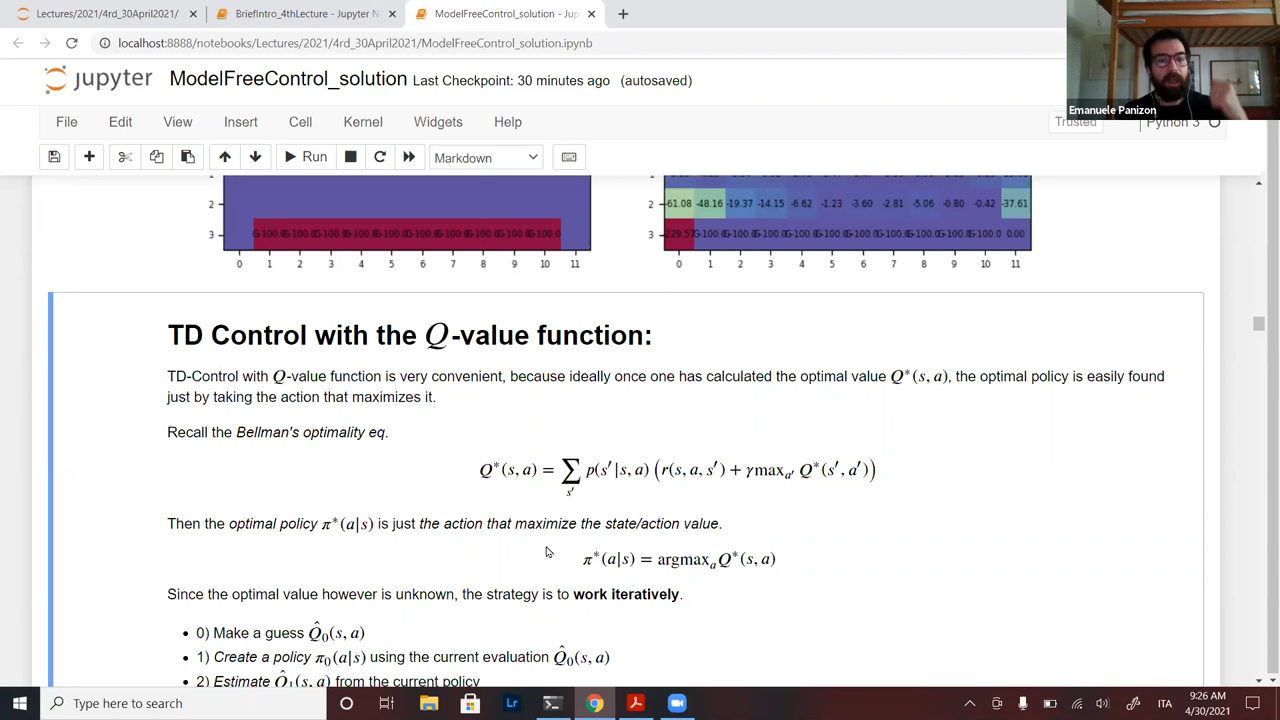 Lectures/2021/4rd_30April2021/
BriefIntro_4thLecture - Jupyter N
ModelFreeControl_solution - Jup
localhost:8888/notebooks/Lectures/2021/4rd_30April2021/ModelFreeControl_solution.ipynb
jupyter ModelFreeControl_solution Last Checkpoint: 30 minutes ago (autosaved)
Emanuele Panizon
File Edit View Insert Cell Kernel Widgets Help Trusted Python 3
Run Markdown
2 2 -61.08 -48.16 -19.37 -14.15 -6.62 -1.23 -3.60 -2.81 -5.06 -0.80 -0.42 -37.61
3 3 0.00
0 1 2 3 4 5 6 7 8 9 10 11 0 1 2 3 4 5 6 7 8 9 10 11
TD Control with the Q-value function:
TD-Control with Q-value function is very convenient, because ideally once one has calculated the optimal value Q*(s, a), the optimal policy is easily found
just by taking the action that maximizes it.
Recall the Bellman's optimality eq.
Q*(s, a) = ∑s' p(s'|s, a) (r(s, a, s') + γmaxa' Q*(s', a'))
Then the optimal policy π*(a|s) is just the action that maximize the state/action value.
π*(a|s) = argmaxa Q*(s, a)
Since the optimal value however is unknown, the strategy is to work iteratively.
• 0) Make a guess Q̂0(s, a)
• 1) Create a policy π0(a|s) using the current evaluation Q̂0(s, a)
• 2) Estimate Q̂1(s, a) from the current policy
Type here to search
ITA
9:26 AM
4/30/2021